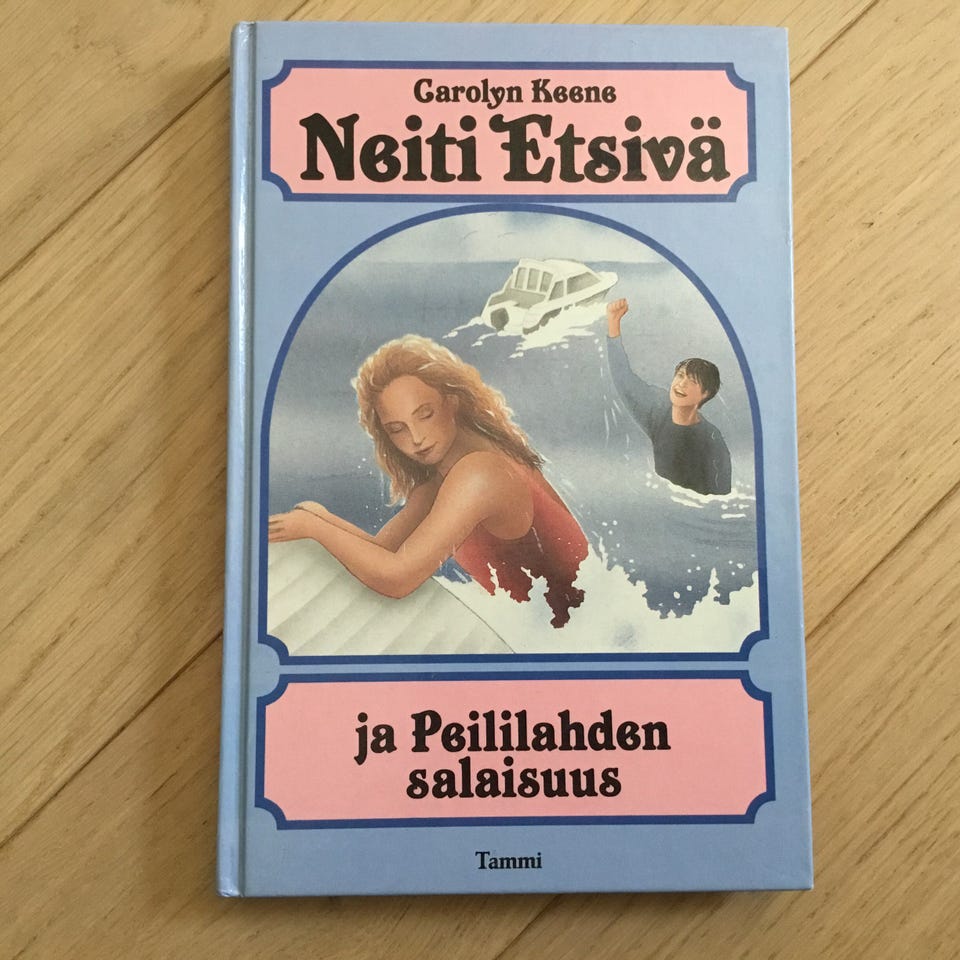 Carolyn Keene
Neiti Etsivä
ja Peililahden
salaisuus
Tammi